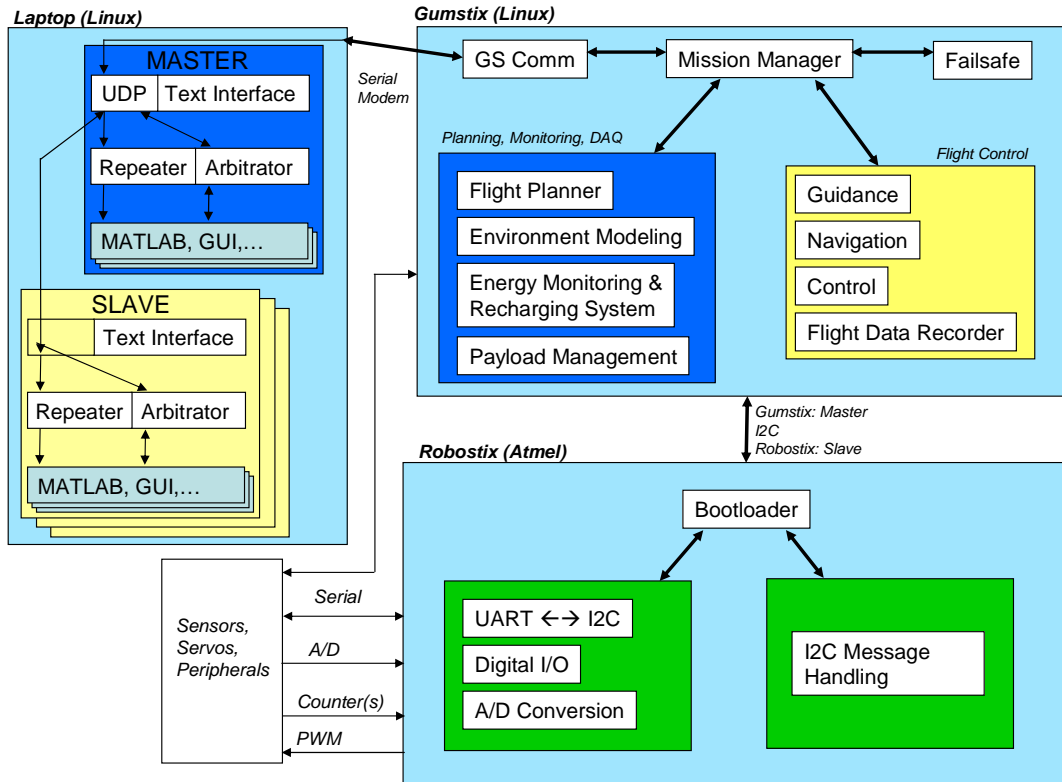 Laptop (Linux)
MASTER
UDP
Text Interface
Repeater
Arbitrator
MATLAB, GUI,…
SLAVE
Text Interface
Repeater
Arbitrator
MATLAB, GUI,…
Serial
Modem
Gumstix (Linux)
GS Comm
Mission Manager
Failsafe
Planning, Monitoring, DAQ
Flight Planner
Environment Modeling
Energy Monitoring &
Recharging System
Payload Management
Flight Control
Guidance
Navigation
Control
Flight Data Recorder
Gumstix: Master
I2C
Robostix: Slave
Robostix (Atmel)
Bootloader
UART ←→ I2C
Digital I/O
A/D Conversion
I2C Message
Handling
Sensors,
Servos,
Peripherals
Serial
A/D
Counter(s)
PWM